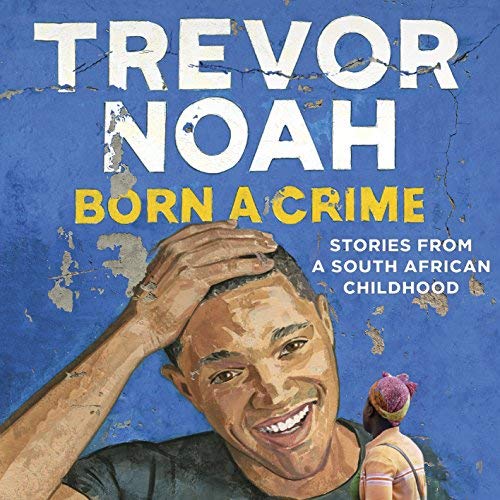 TREVOR
NOAH
BORN A CRIME
STORIES FROM
A SOUTH AFRICAN
CHILDHOOD